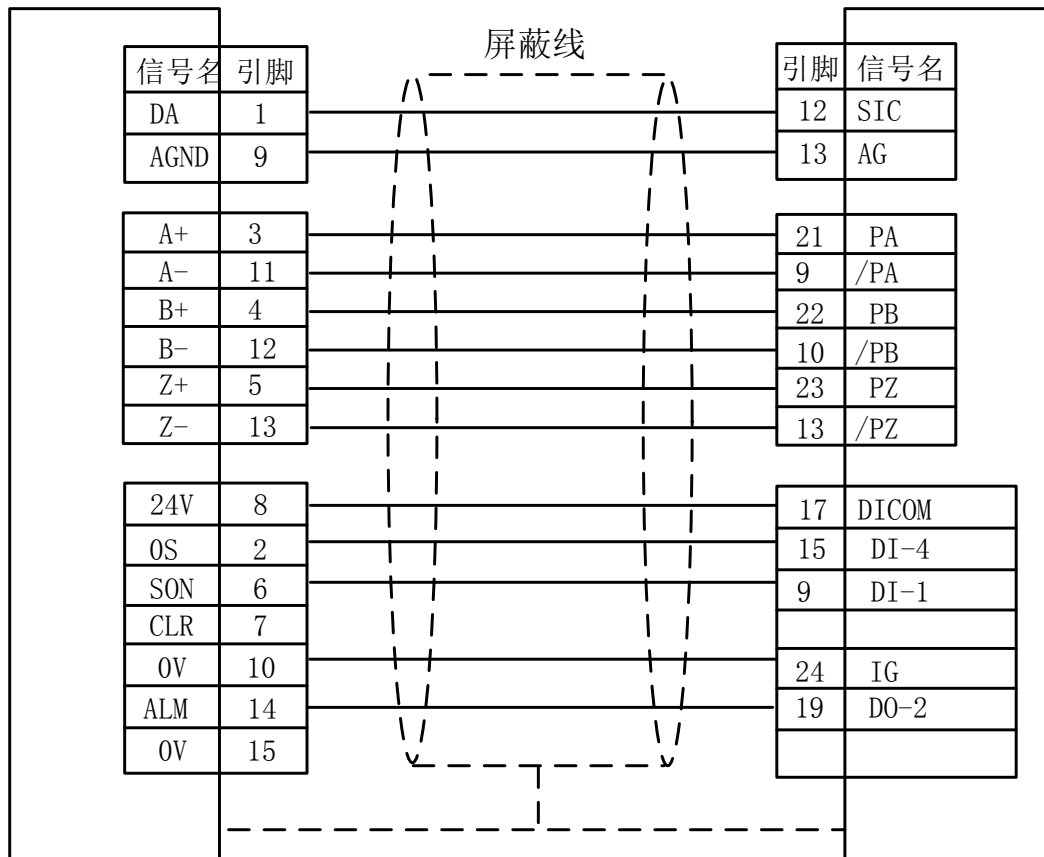 屏蔽线
信号名 引脚
DA 1
AGND 9
A+ 3
A- 11
B+ 4
B- 12
Z+ 5
Z- 13
24V 8
OS 2
SON 6
CLR 7
0V 10
ALM 14
0V 15
引脚 信号名
12 SIC
13 AG
21 PA
9 /PA
22 PB
10 /PB
23 PZ
13 /PZ
17 DICOM
15 DI-4
9 DI-1
24 IG
19 DO-2